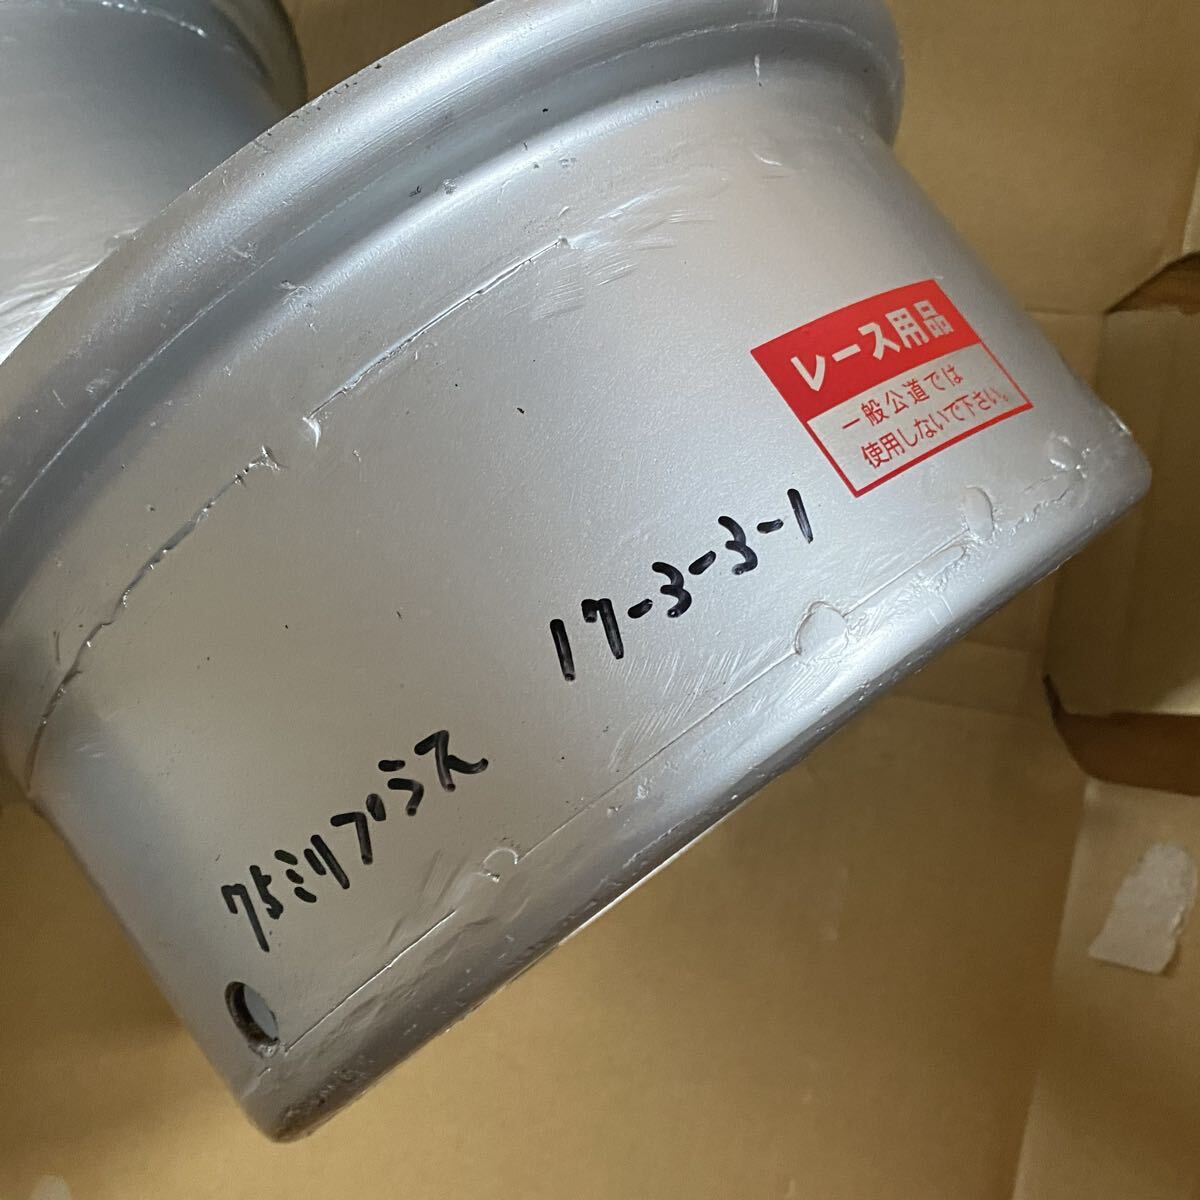 レース用品
一般公道では
使用しないで下さい。
17-3-3-1
75ミリプラス